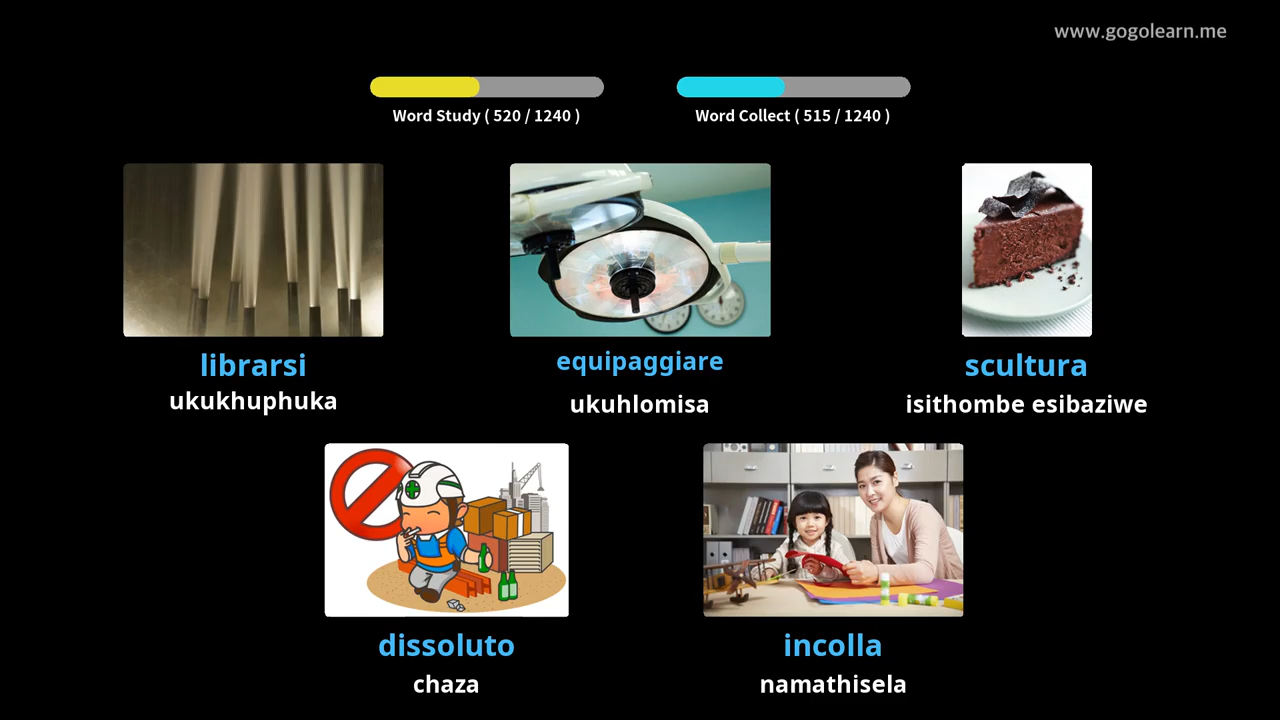 www.gogolearn.me
Word Study ( 520 / 1240 )
Word Collect ( 515 / 1240 )
librarsi
ukukhuphuka
equipaggiare
ukuhlomisa
scultura
isithombe esibaziwe
dissoluto
chaza
incolla
namathisela